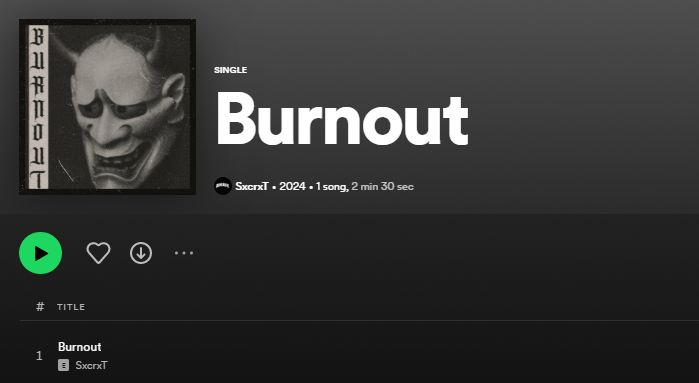 BURNOUT
SINGLE
Burnout
SxcrxT • 2024 • 1 song, 2 min 30 sec
# TITLE
1 Burnout
E SxcrxT